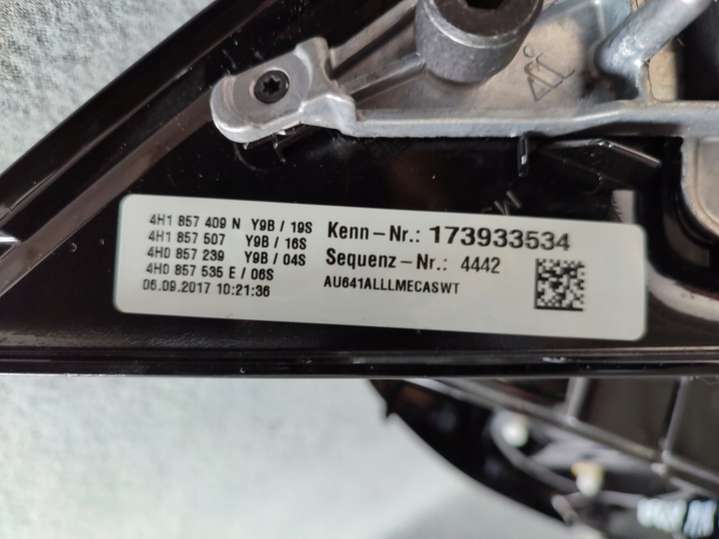 4H1 857 409 N Y9B / 19S
4H1 857 507 Y9B / 16S
4H0 857 239 Y9B / 04S
4H0 857 535 E / 06S
06.09.2017 10:21:36
Kenn-Nr.: 173933534
Sequenz-Nr.: 4442
AU641ALLLMECASWT